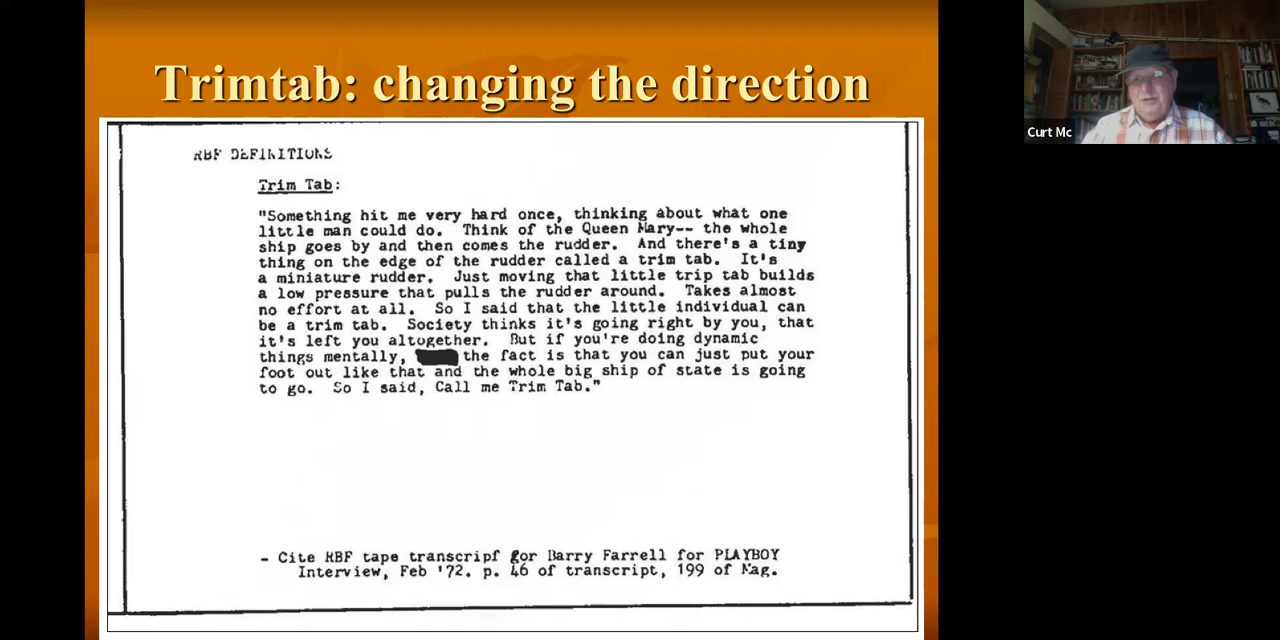 Trimtab: changing the direction
RBF DEFINITIONS
Trim Tab:
"Something hit me very hard once, thinking about what one
little man could do.  Think of the Queen Mary-- the whole
ship goes by and then comes the rudder.  And there's a tiny
thing on the edge of the rudder called a trim tab.  It's
a miniature rudder.  Just moving that little trip tab builds
a low pressure that pulls the rudder around.  Takes almost
no effort at all.  So I said that the little individual can
be a trim tab.  Society thinks it's going right by you, that
it's left you altogether.  But if you're doing dynamic
things mentally, the fact is that you can just put your
foot out like that and the whole big ship of state is going
to go.  So I said, Call me Trim Tab."
- Cite RBF tape transcripf gor Barry Farrell for PLAYBOY
Interview, Feb '72. p. 46 of transcript, 199 of Mag.
Curt Mc